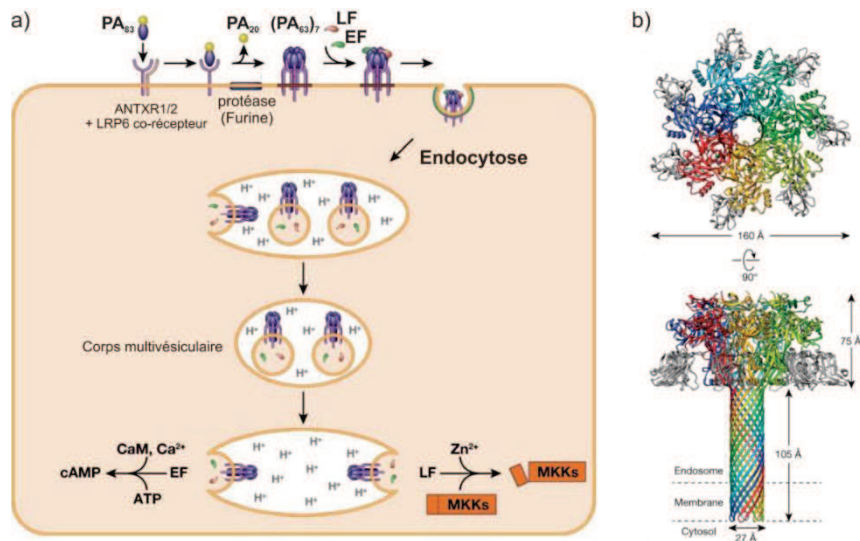 a)
PA83
PA20
(PA63)7
LF
EF
ANTXR1/2
+ LRP6 co-récepteur
protéase
(Furine)
Endocytose
H+ H+ H+ H+ H+ H+ H+ H+
Corps multivésiculaire
H+ H+ H+ H+ H+
CaM, Ca2+
cAMP
EF
ATP
H+ H+ H+ H+ H+ H+ H+ H+
LF
Zn2+
MKKs
MKKs
b)
160 Å
90°
75 Å
105 Å
Endosome
Membrane
Cytosol
27 Å